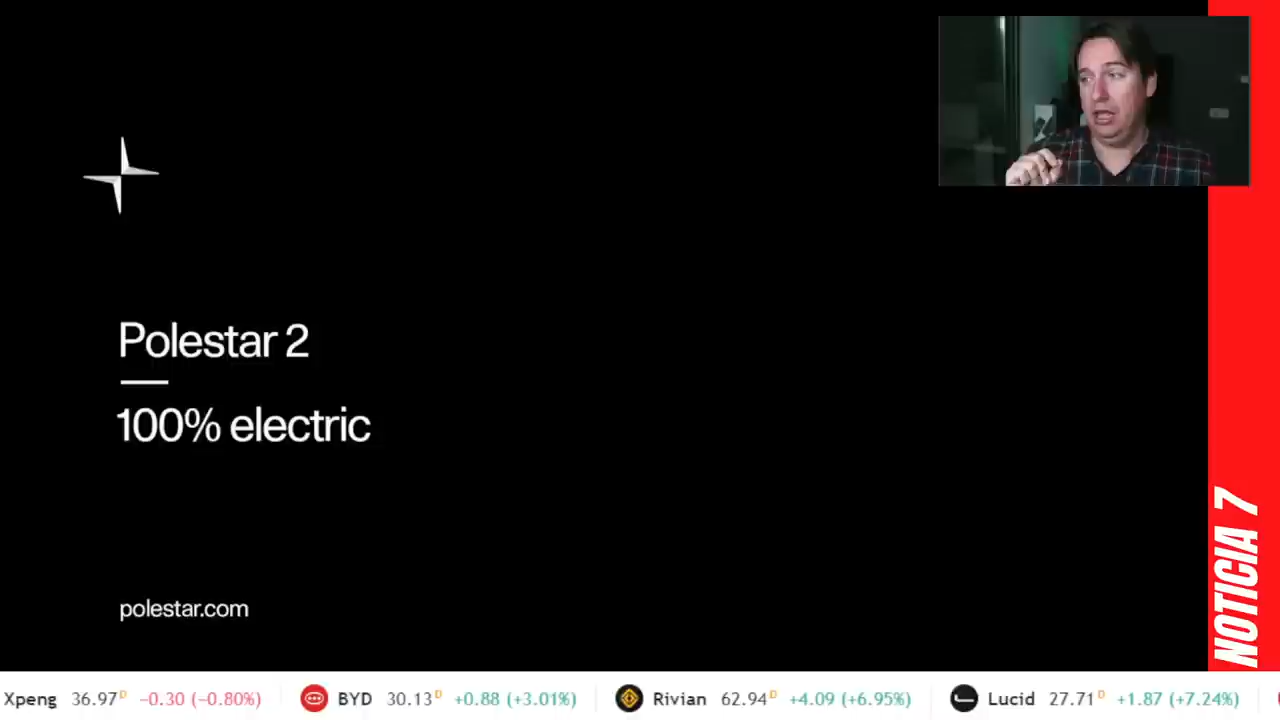 Polestar 2
100% electric
polestar.com
NOTICIA 7
Xpeng 36.97 D −0.30 (−0.80%) BYD 30.13 D +0.88 (+3.01%) Rivian 62.94 D +4.09 (+6.95%) Lucid 27.71 D +1.87 (+7.24%)